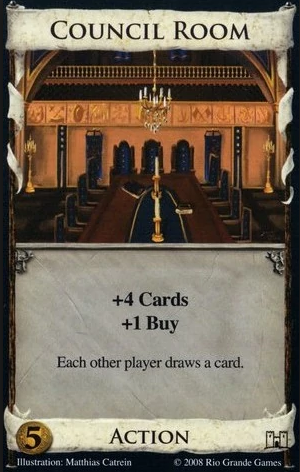 COUNCIL ROOM
+4 Cards
+1 Buy
Each other player draws a card.
5
ACTION
Illustration: Matthias Catrein © 2008 Rio Grande Games